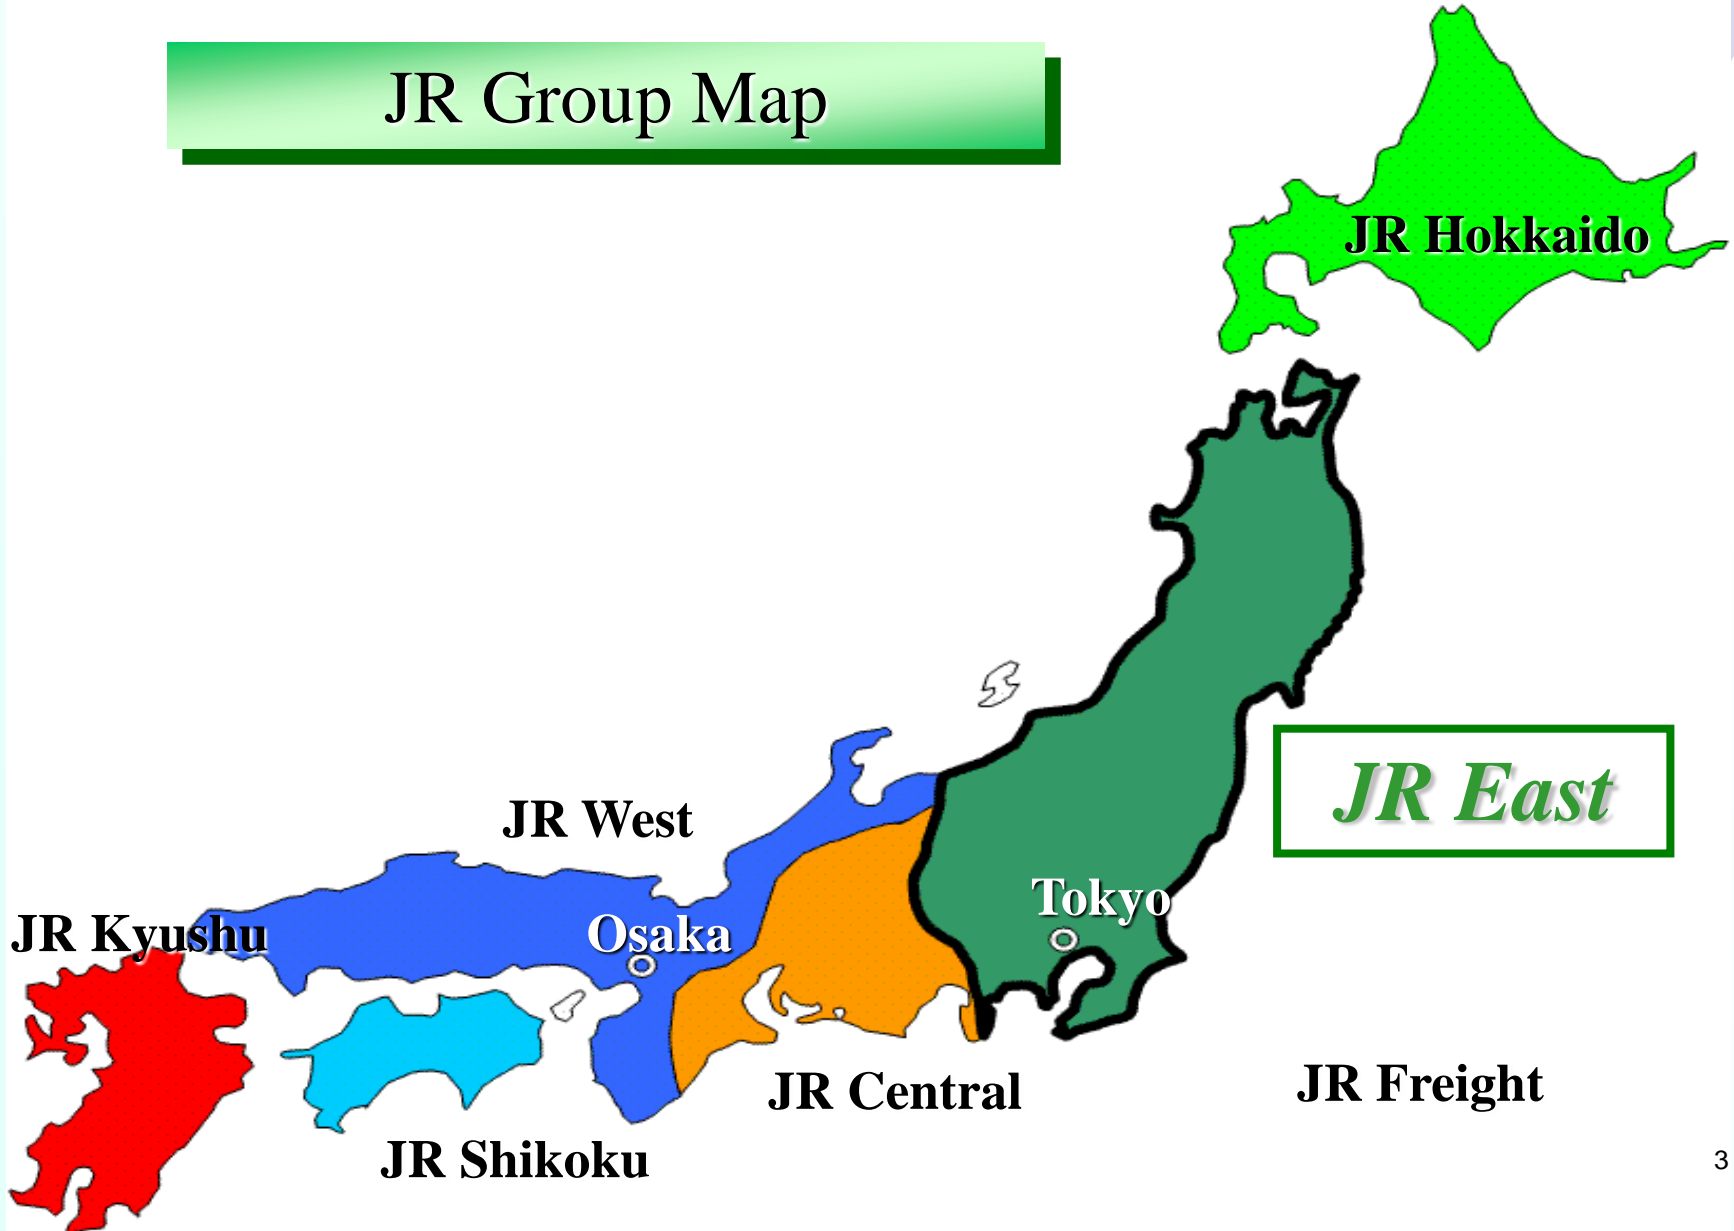 JR Group Map
JR Hokkaido
JR East
JR West
Tokyo
JR Kyushu
Osaka
JR Central
JR Freight
JR Shikoku
3